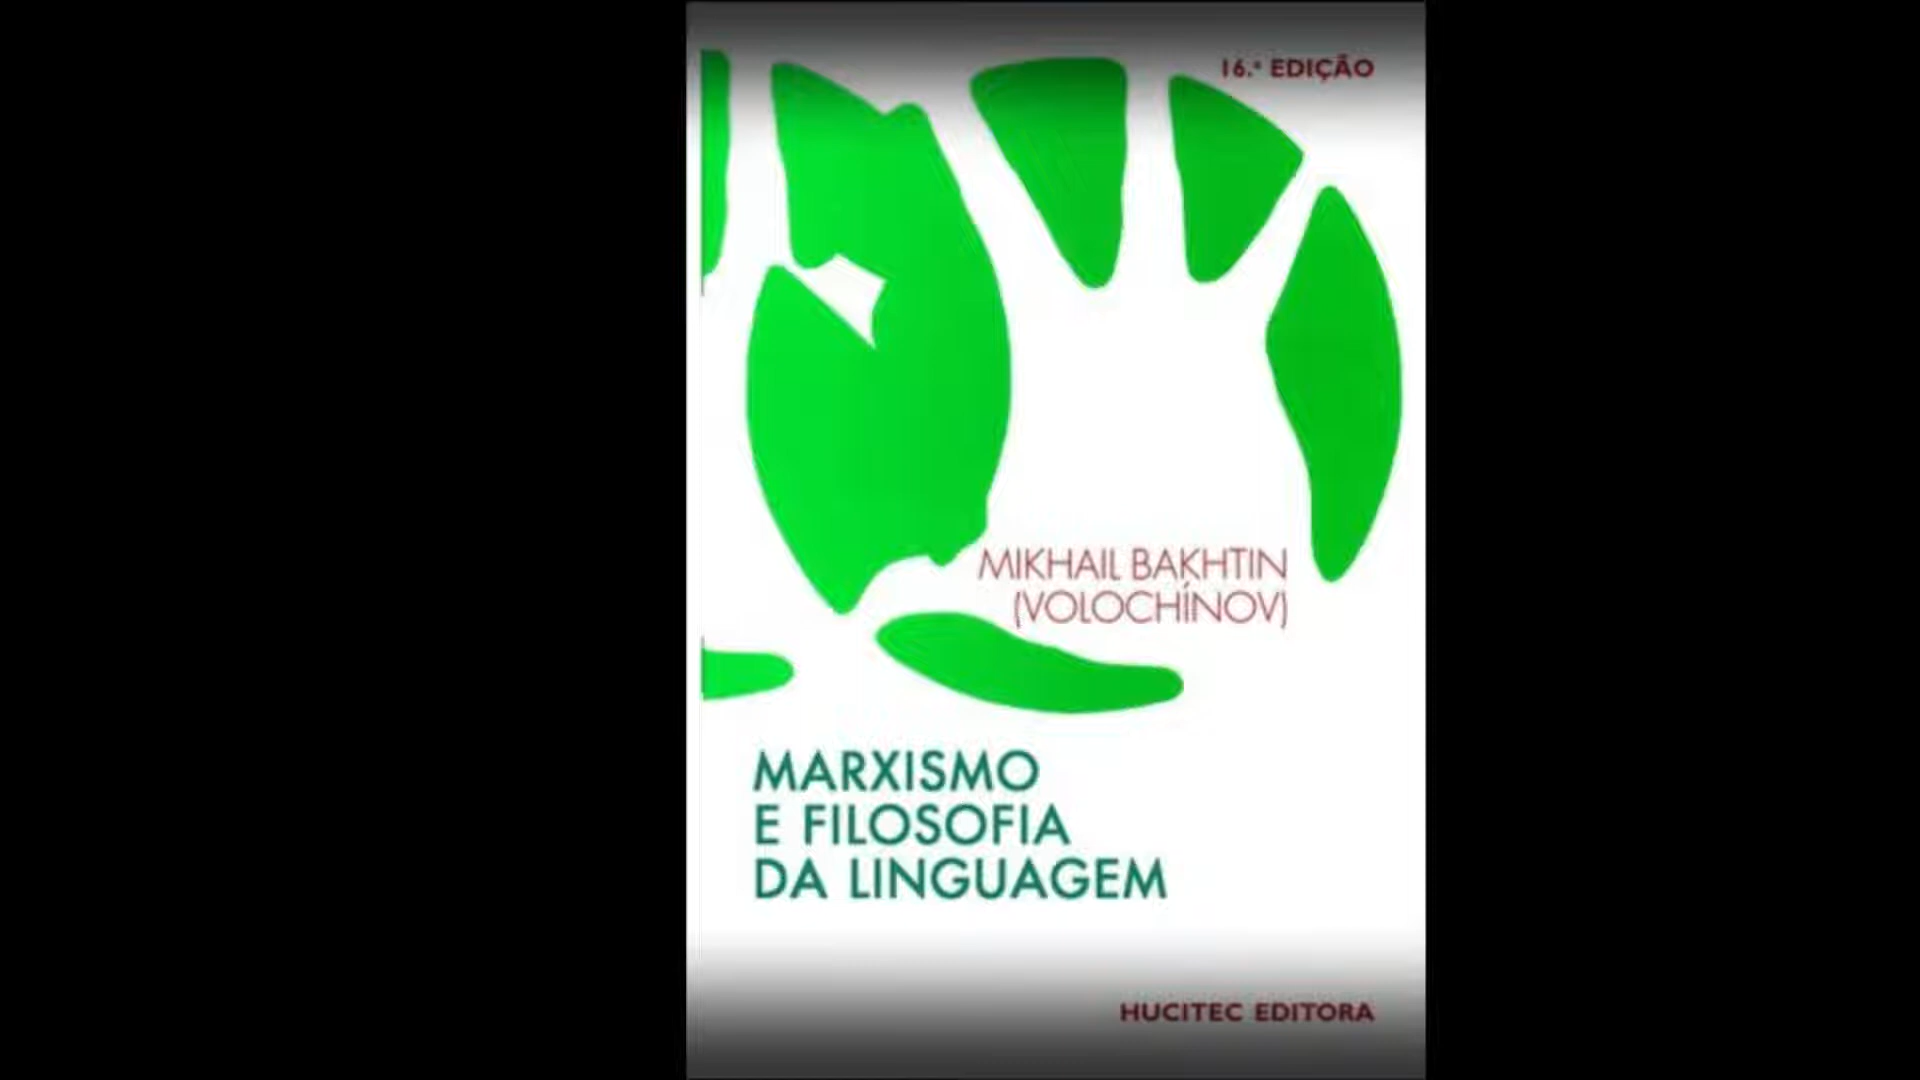 16.ª EDIÇÃO
MIKHAIL BAKHTIN
(VOLOCHÍNOV)
MARXISMO
E FILOSOFIA
DA LINGUAGEM
HUCITEC EDITORA